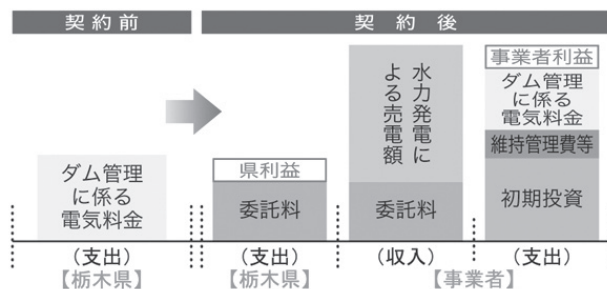 契約前
契約後
ダム管理
に係る
電気料金
県利益
委託料
水力発電に
よる売電額
委託料
事業者利益
ダム管理
に係る
電気料金
維持管理費等
初期投資
(支出)
(支出)
(収入)
(支出)
【栃木県】
【栃木県】
【事業者】